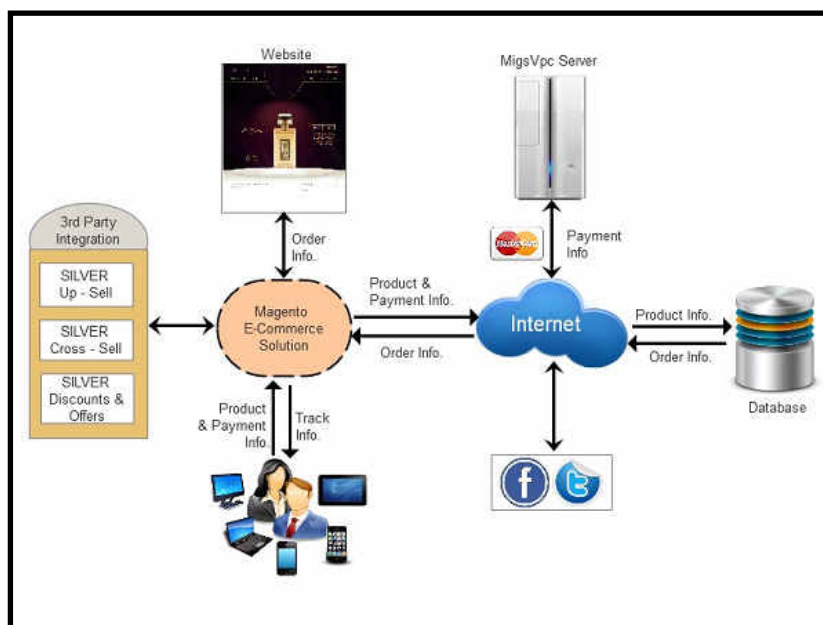 Website
MigsVpc Server
3rd Party
Integration
SILVER
Up - Sell
SILVER
Cross - Sell
SILVER
Discounts &
Offers
Order
Info.
MasterCard
Payment
Info
Magento
E-Commerce
Solution
Product &
Payment Info.
Order Info.
Internet
Product Info.
Order Info.
Database
Product
& Payment
Info.
Track
Info.
f
t